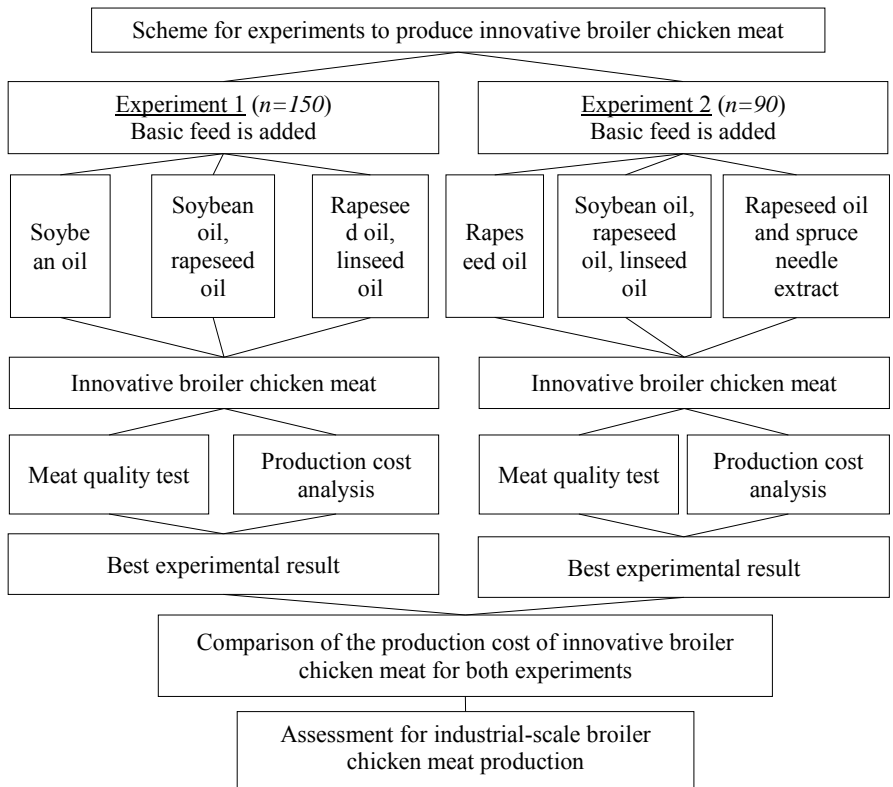 Scheme for experiments to produce innovative broiler chicken meat
Experiment 1 (n=150)
Basic feed is added
Experiment 2 (n=90)
Basic feed is added
Soybe
an oil
Soybean
oil,
rapeseed
oil
Rapesee
d oil,
linseed
oil
Rapes
eed oil
Soybean oil,
rapeseed
oil, linseed
oil
Rapeseed oil
and spruce
needle
extract
Innovative broiler chicken meat
Innovative broiler chicken meat
Meat quality test
Production cost
analysis
Meat quality test
Production cost
analysis
Best experimental result
Best experimental result
Comparison of the production cost of innovative broiler
chicken meat for both experiments
Assessment for industrial-scale broiler
chicken meat production